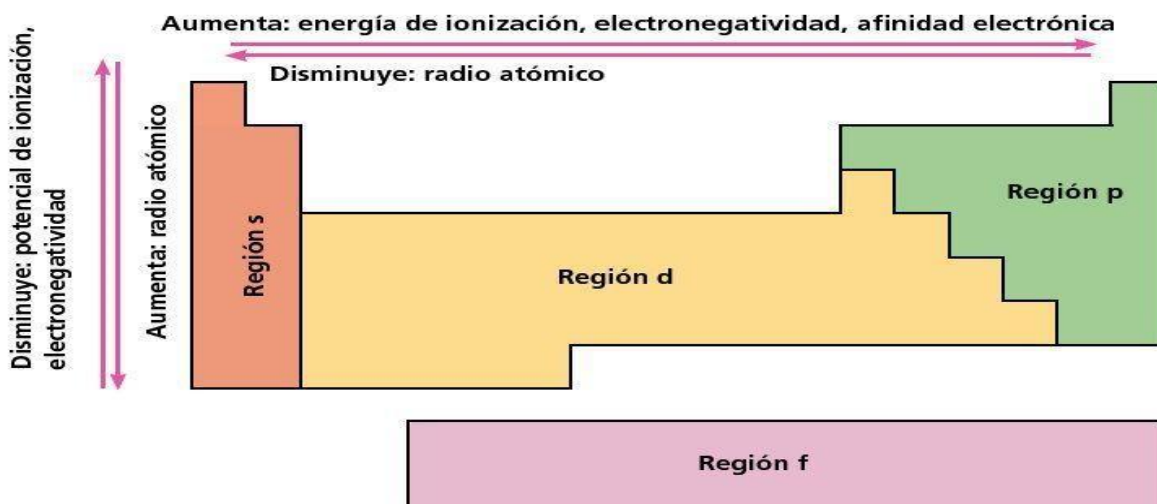 Aumenta: energía de ionización, electronegatividad, afinidad electrónica
Disminuye: radio atómico
Disminuye: potencial de ionización,
electronegatividad
Aumenta: radio atómico
Región s
Región d
Región p
Región f